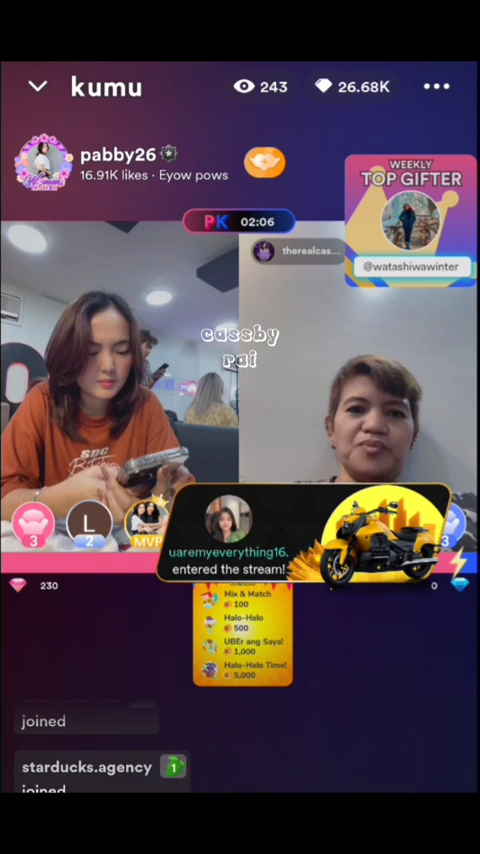 kumu
243
26.68K
pabby26
16.91K likes · Eyow pows
WEEKLY
TOP GIFTER
@watashiwawinter
PK 02:06
therealcas...
cassby
rai
SDC
3
L
2
MVP
3
uaremyeverything16.
entered the stream!
230
0
Mix & Match
100
Halo-Halo
500
UBEr ang Saya!
1,000
Halo-Halo Time!
5,000
joined
starducks.agency 1
joined